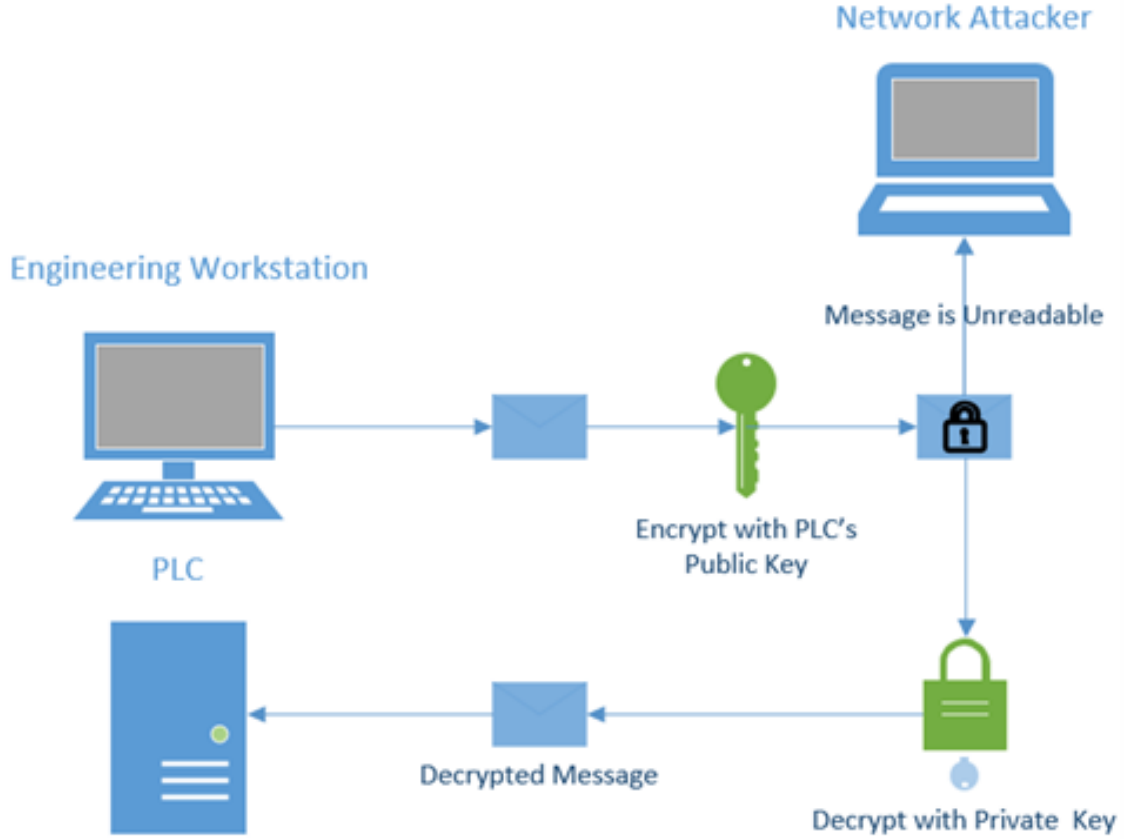 Network Attacker
Engineering Workstation
Message is Unreadable
Encrypt with PLC's
Public Key
PLC
Decrypted Message
Decrypt with Private Key